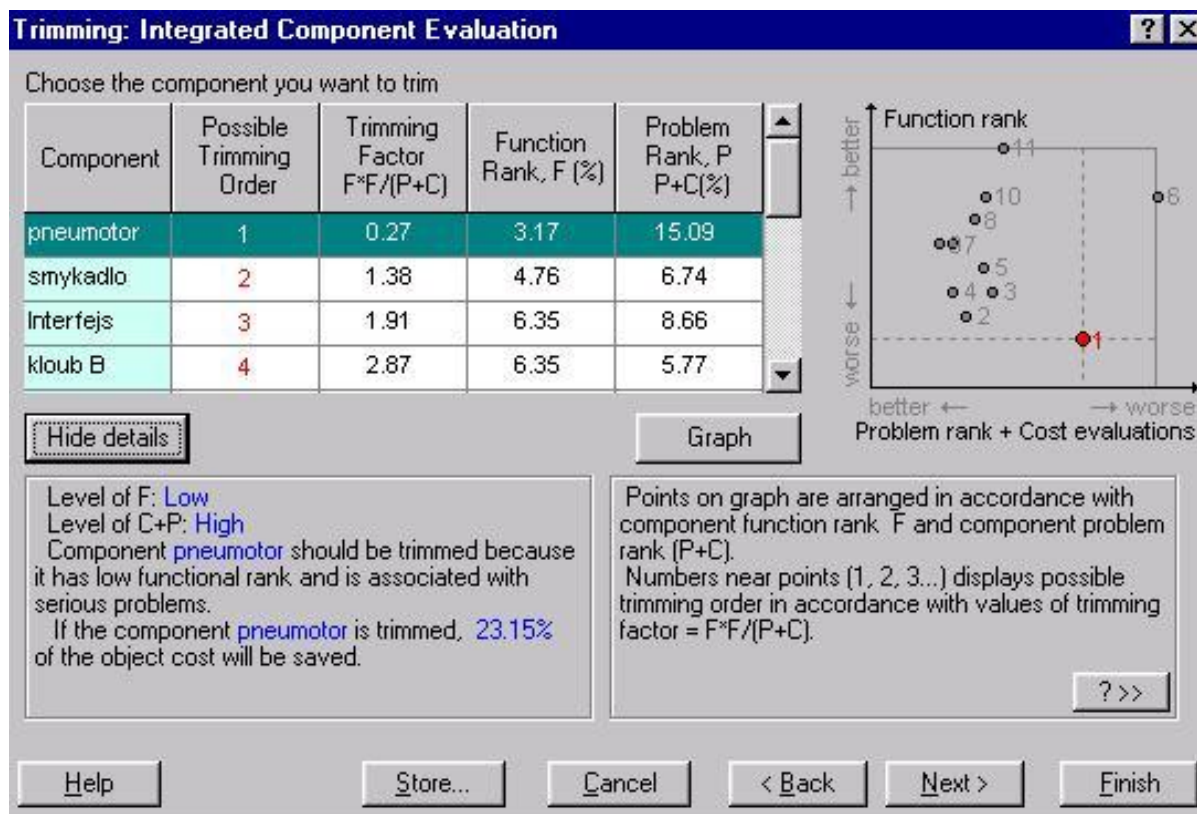 Trimming: Integrated Component Evaluation
Choose the component you want to trim
Component Possible Trimming Order Trimming Factor F*F/(P+C) Function Rank, F (%) Problem Rank, P P+C(%)
pneumotor 1 0.27 3.17 15.09
smykadlo 2 1.38 4.76 6.74
Interfejs 3 1.91 6.35 8.66
kloub B 4 2.87 6.35 5.77
Function rank
better
worse
11
10
6
8
7
5
4 3
2
1
better worse
Problem rank + Cost evaluations
Hide details
Graph
Level of F: Low
Level of C+P: High
Component pneumotor should be trimmed because
it has low functional rank and is associated with
serious problems.
If the component pneumotor is trimmed, 23.15%
of the object cost will be saved.
Points on graph are arranged in accordance with
component function rank F and component problem
rank (P+C).
Numbers near points (1, 2, 3...) displays possible
trimming order in accordance with values of trimming
factor = F*F/(P+C).
? >>
Help Store... Cancel < Back Next > Finish